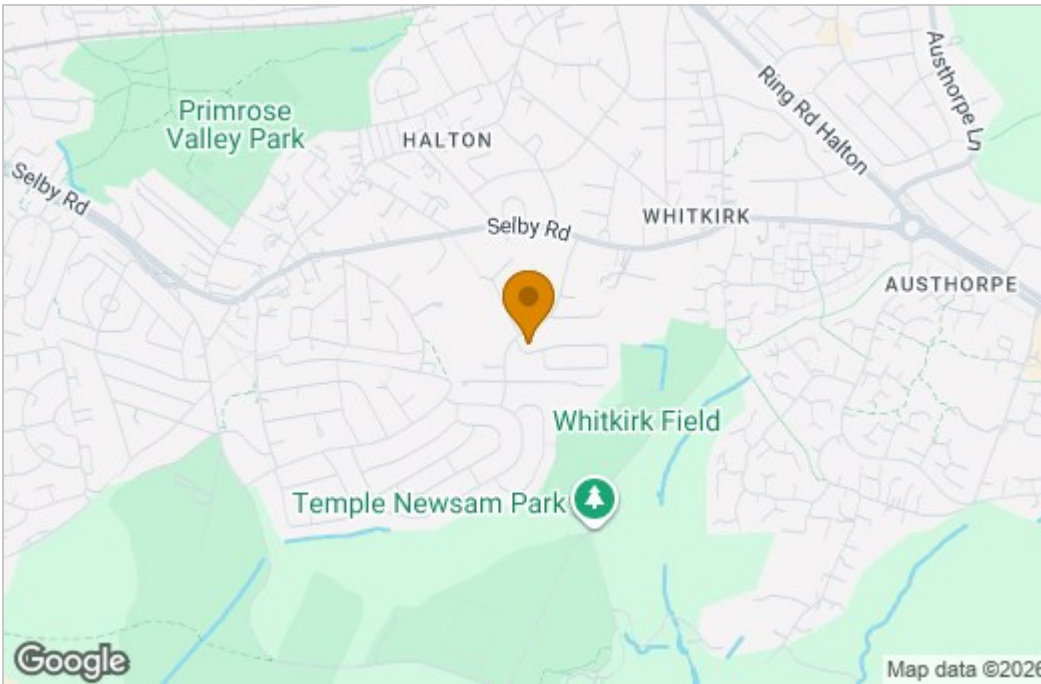 Austhorpe Ln
Ring Rd Halton
Primrose
Valley Park
HALTON
Selby Rd
Selby Rd
WHITKIRK
AUSTHORPE
Whitkirk Field
Temple Newsam Park
Google
Map data ©2026